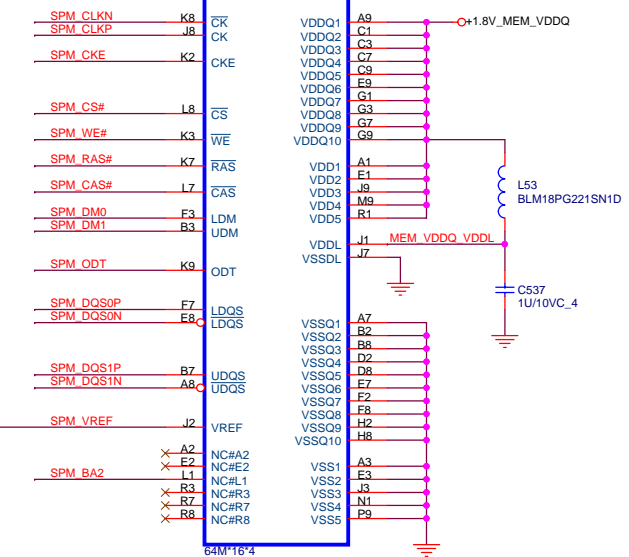 SPM_CLKN K8 CK VDDQ1 A9 +1.8V_MEM_VDDQ
SPM_CLKP J8 CK VDDQ2 C1
VDDQ3 C3
SPM_CKE K2 CKE VDDQ4 C7
VDDQ5 C9
VDDQ6 E9
VDDQ7 G1
SPM_CS# L8 CS VDDQ8 G3
VDDQ9 G7
SPM_WE# K3 WE VDDQ10 G9
SPM_RAS# K7 RAS VDD1 A1
VDD2 E1
SPM_CAS# L7 CAS VDD3 J9
VDD4 M9
SPM_DM0 F3 LDM VDD5 R1
L53
BLM18PG221SN1D
SPM_DM1 B3 UDM
VDDL J1 MEM_VDDQ_VDDL
VSSDL J7
SPM_ODT K9 ODT
C537
1U/10VC_4
SPM_DQS0P F7 LDQS
SPM_DQS0N E8 LDQS VSSQ1 A7
VSSQ2 B2
VSSQ3 B8
VSSQ4 D2
SPM_DQS1P B7 UDQS VSSQ5 D8
SPM_DQS1N A8 UDQS VSSQ6 E7
VSSQ7 F2
VSSQ8 F8
SPM_VREF J2 VREF VSSQ9 H2
VSSQ10 H8
A2 NC#A2
E2 NC#E2 VSS1 A3
SPM_BA2 L1 NC#L1 VSS2 E3
R3 NC#R3 VSS3 J3
R7 NC#R7 VSS4 N1
R8 NC#R8 VSS5 P9
64M*16*4